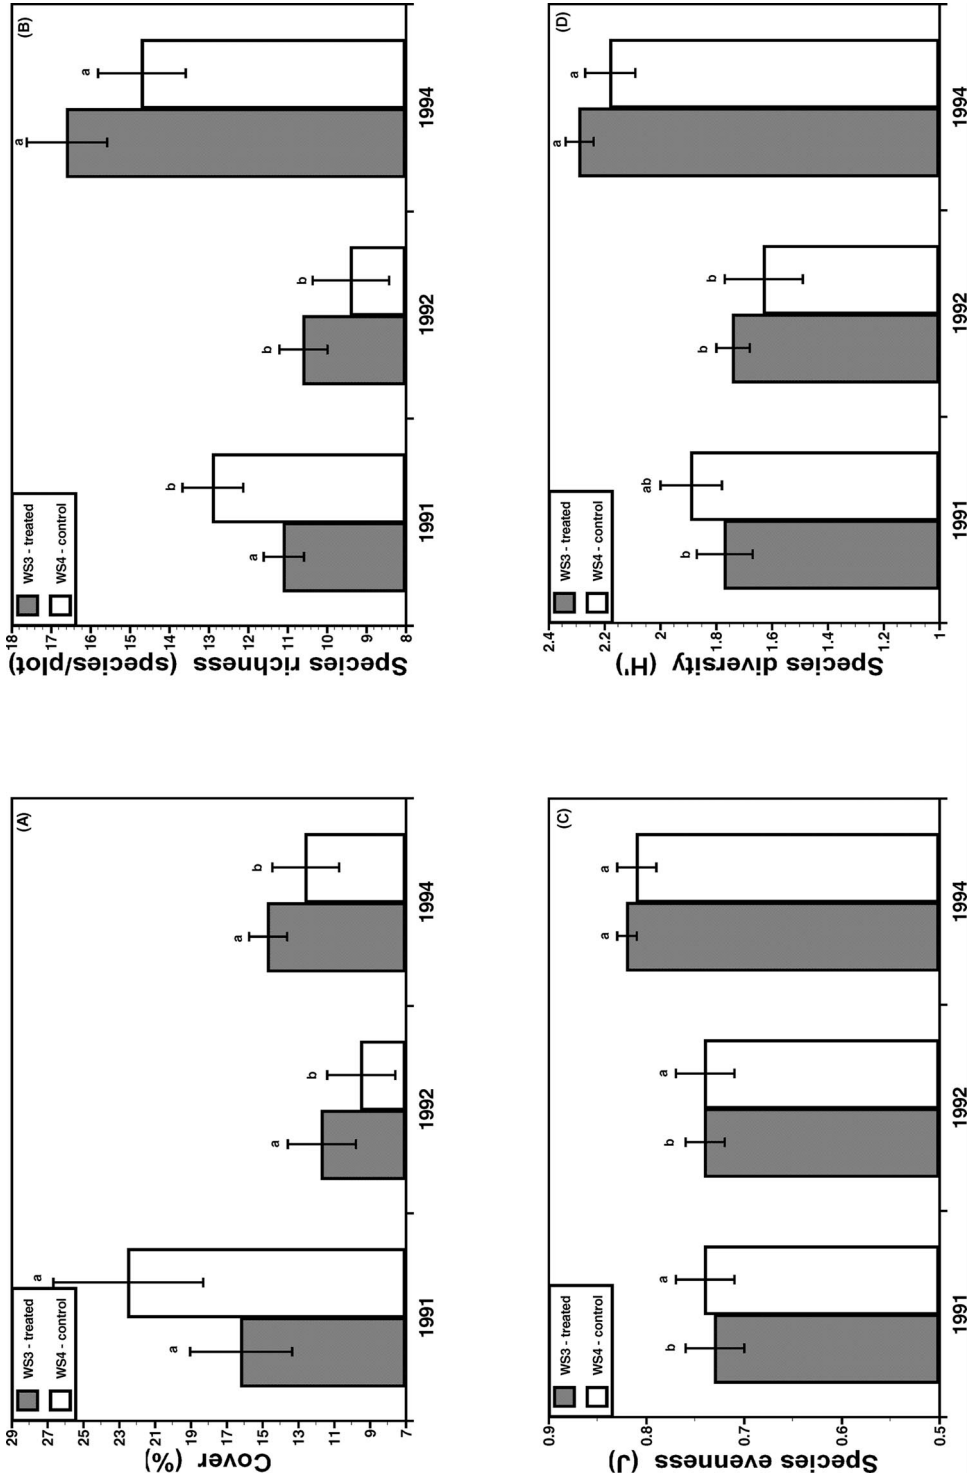 (A)
WS3 - treated
WS4 - control
Cover (%)
29
27
25
23
21
19
17
15
13
11
9
7
a a a b a b
1991 1992 1994
(B)
WS3 - treated
WS4 - control
Species richness (species/plot)
18
17
16
15
14
13
12
11
10
9
8
a b b b a a
1991 1992 1994
(C)
WS3 - treated
WS4 - control
Species evenness (J)
0.9
0.8
0.7
0.6
0.5
b a b a a a
1991 1992 1994
(D)
WS3 - treated
WS4 - control
Species diversity (H')
2.4
2.2
2
1.8
1.6
1.4
1.2
1
b ab b b a a
1991 1992 1994